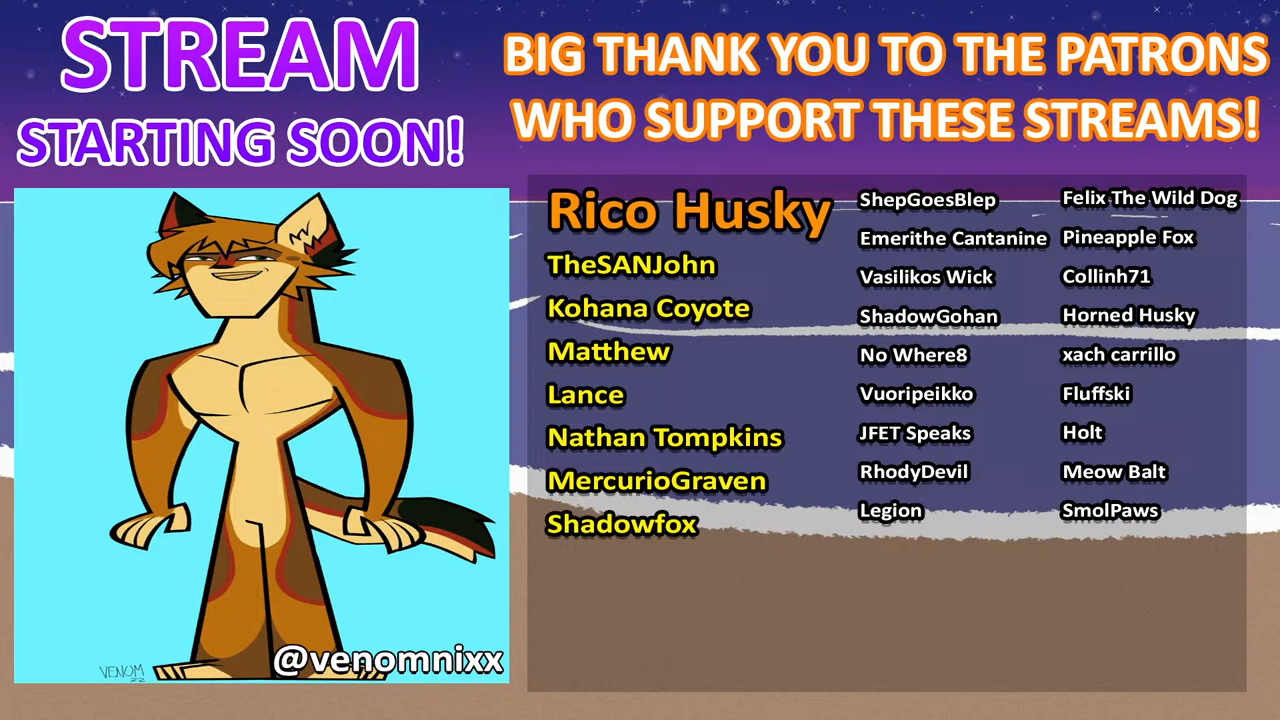 STREAM
STARTING SOON!
BIG THANK YOU TO THE PATRONS
WHO SUPPORT THESE STREAMS!
Rico Husky
TheSANJohn
Kohana Coyote
Matthew
Lance
Nathan Tompkins
MercurioGraven
Shadowfox
ShepGoesBlep
Emerithe Cantanine
Vasilikos Wick
ShadowGohan
No Where8
Vuoripeikko
JFET Speaks
RhodyDevil
Legion
Felix The Wild Dog
Pineapple Fox
Collinh71
Horned Husky
xach carrillo
Fluffski
Holt
Meow Balt
SmolPaws
VENOM
22
@venomnixx